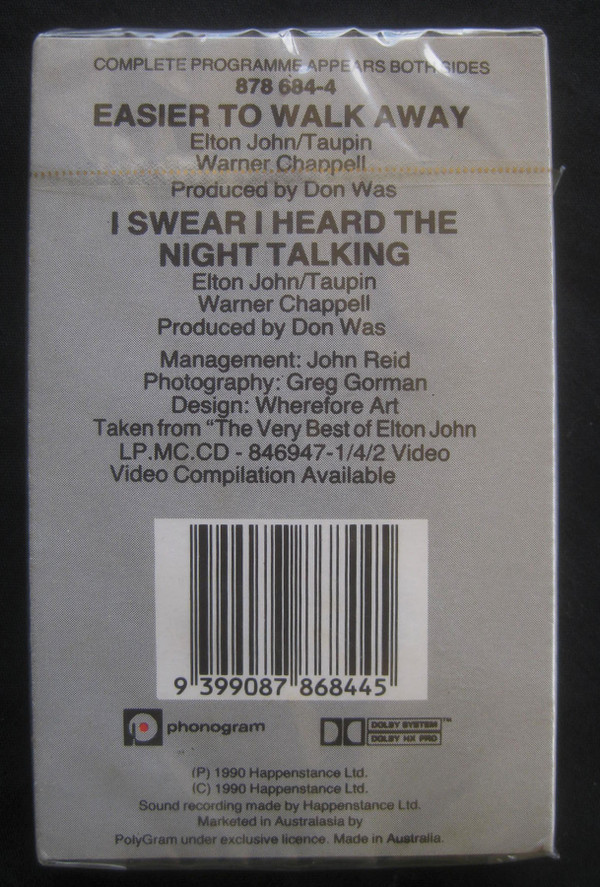 COMPLETE PROGRAMME APPEARS BOTH SIDES
878 684-4
EASIER TO WALK AWAY
Elton John/Taupin
Warner Chappell
Produced by Don Was
I SWEAR I HEARD THE
NIGHT TALKING
Elton John/Taupin
Warner Chappell
Produced by Don Was
Management: John Reid
Photography: Greg Gorman
Design: Wherefore Art
Taken from "The Very Best of Elton John
LP.MC.CD - 846947-1/4/2 Video
Video Compilation Available
9 399087 868445
phonogram
DOLBY SYSTEM™
DOLBY HX PRO
(P) 1990 Happenstance Ltd.
(C) 1990 Happenstance Ltd.
Sound recording made by Happenstance Ltd.
Marketed in Australasia by
PolyGram under exclusive licence. Made in Australia.